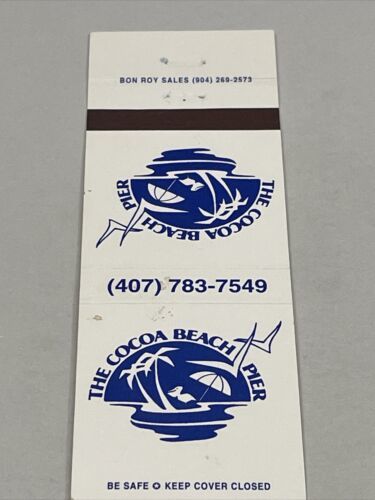 BON ROY SALES (904) 269-2573
THE COCOA BEACH PIER
(407) 783-7549
THE COCOA BEACH PIER
BE SAFE ✪ KEEP COVER CLOSED